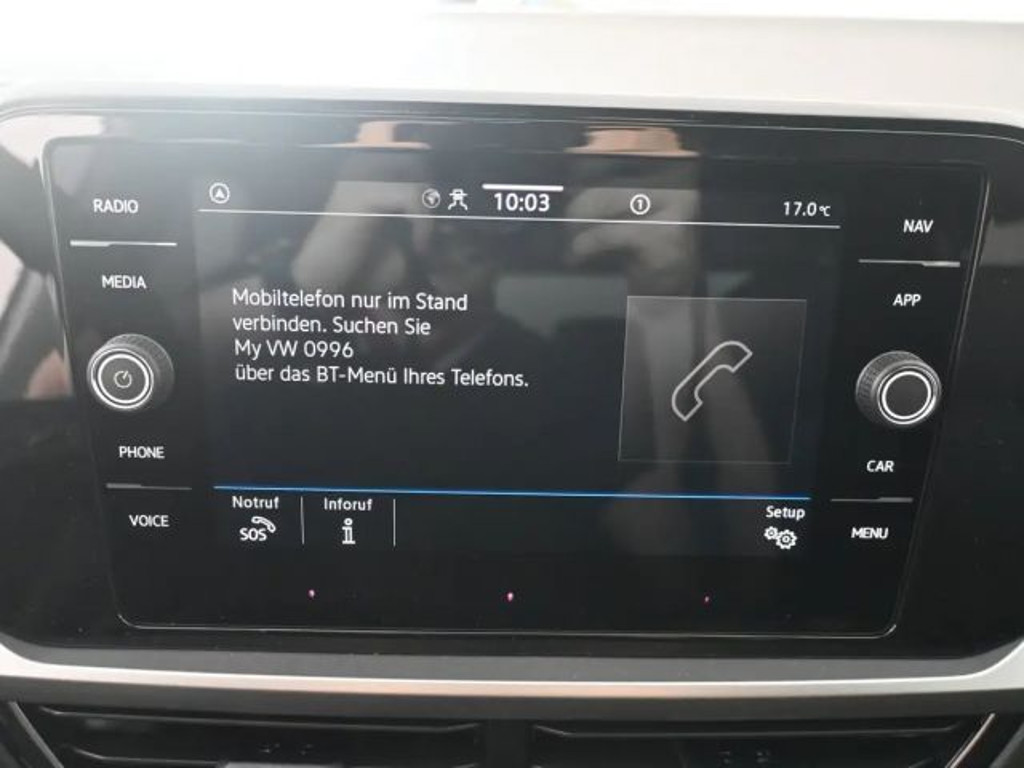 RADIO
MEDIA
PHONE
VOICE
10:03
1
17.0°C
Mobiltelefon nur im Stand
verbinden. Suchen Sie
My VW 0996
über das BT-Menü Ihres Telefons.
Notruf
SOS
Inforuf
i
Setup
NAV
APP
CAR
MENU